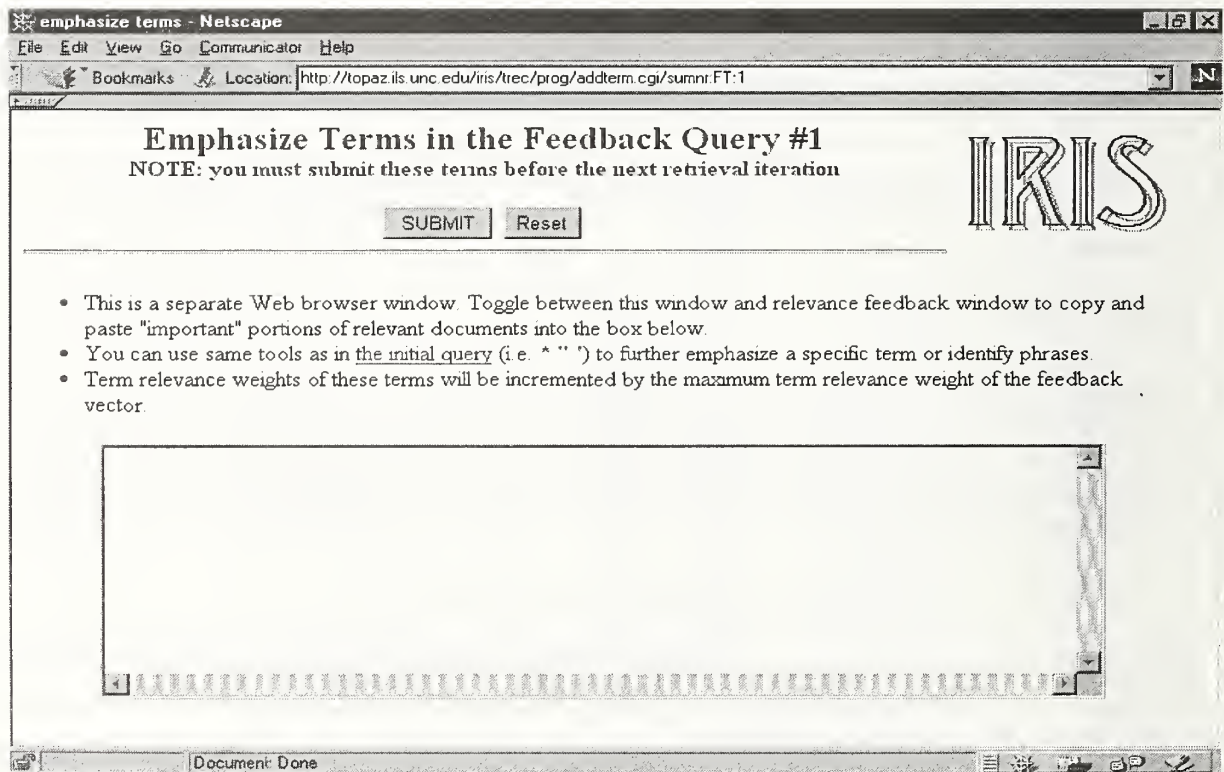 emphasize terms - Netscape
File Edit View Go Communicator Help
Bookmarks Location: http://topaz.ils.unc.edu/iris/trec/prog/addterm.cgi/sumnr:FT:1
N
Emphasize Terms in the Feedback Query #1
NOTE: you must submit these terms before the next retrieval iteration
IRIS
SUBMIT Reset
• This is a separate Web browser window. Toggle between this window and relevance feedback window to copy and
paste "important" portions of relevant documents into the box below.
• You can use same tools as in the initial query (i.e. * " ') to further emphasize a specific term or identify phrases.
• Term relevance weights of these terms will be incremented by the maximum term relevance weight of the feedback
vector.
Document: Done